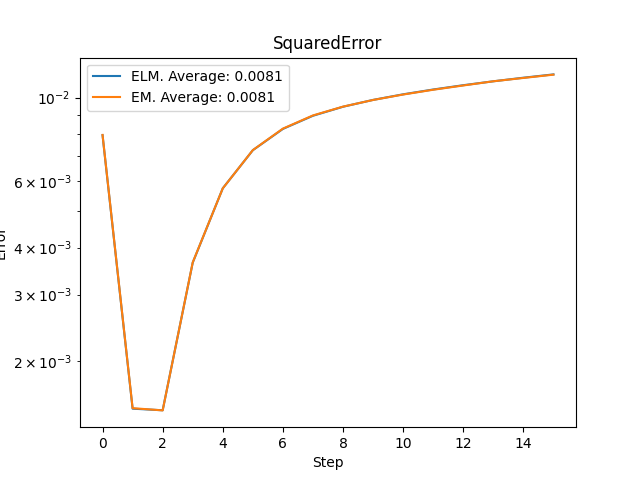 SquaredError
ELM. Average: 0.0081
EM. Average: 0.0081
10⁻²
6 × 10⁻³
4 × 10⁻³
3 × 10⁻³
2 × 10⁻³
Error
0 2 4 6 8 10 12 14
Step